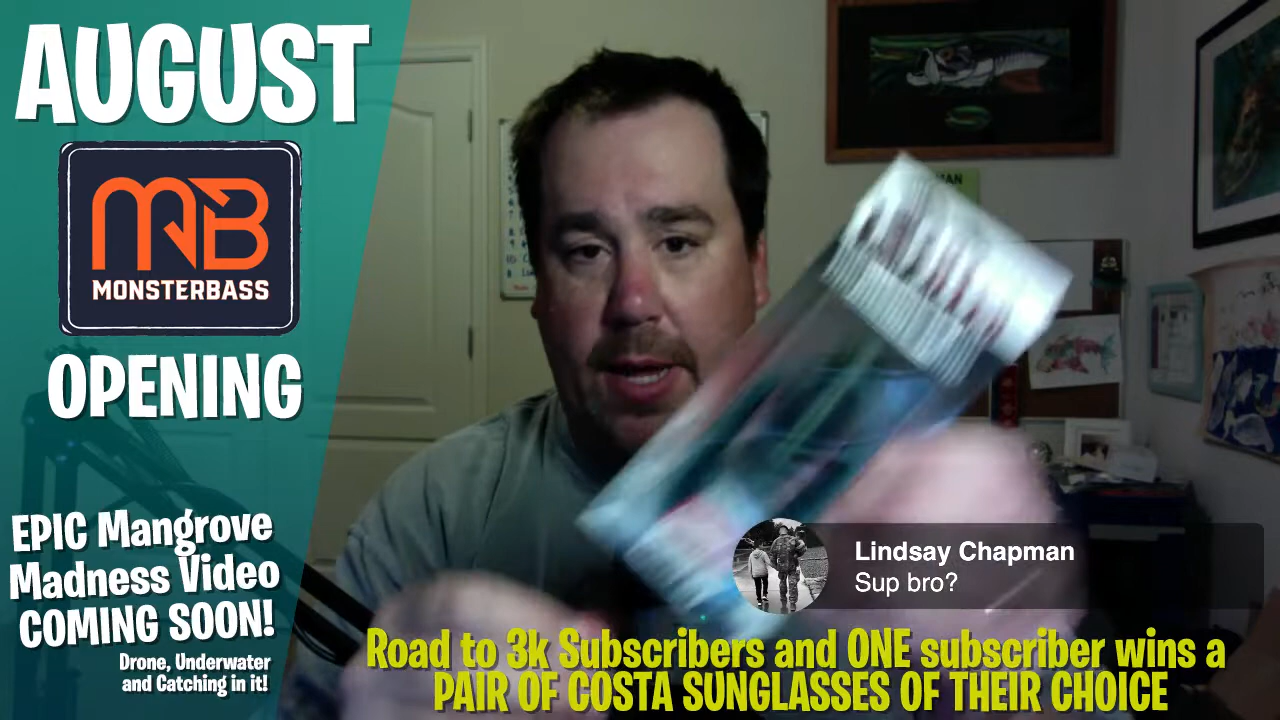 AUGUST
MB
MONSTERBASS
OPENING
EPIC Mangrove
Madness Video
COMING SOON!
Drone, Underwater
and Catching in it!
MAN
Lindsay Chapman
Sup bro?
Road to 3k Subscribers and ONE subscriber wins a
PAIR OF COSTA SUNGLASSES OF THEIR CHOICE